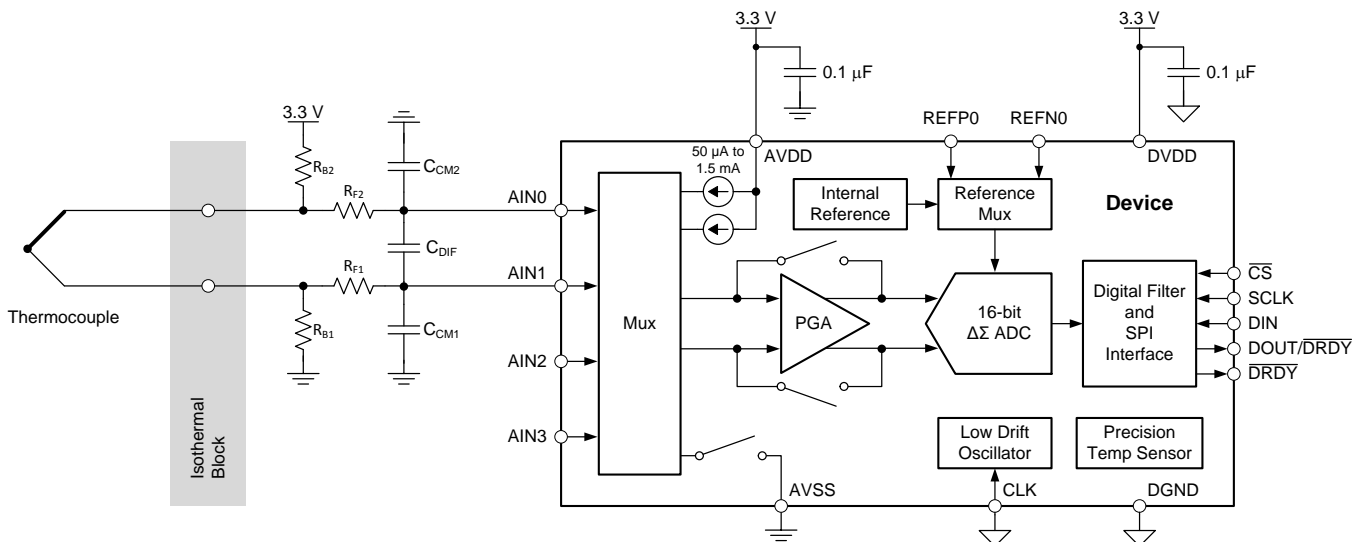 3.3 V
3.3 V
0.1 μF
0.1 μF
3.3 V
REFP0
REFN0
R_B2
C_CM2
AVDD
DVDD
50 μA to
1.5 mA
R_F2
AIN0
Internal
Reference
Reference
Mux
Device
C_DIF
R_F1
AIN1
CS
SCLK
DIN
DOUT/DRDY
DRDY
Digital Filter
and
SPI
Interface
Thermocouple
R_B1
C_CM1
Mux
PGA
16-bit
ΔΣ ADC
AIN2
Isothermal
Block
AIN3
Low Drift
Oscillator
Precision
Temp Sensor
AVSS
CLK
DGND